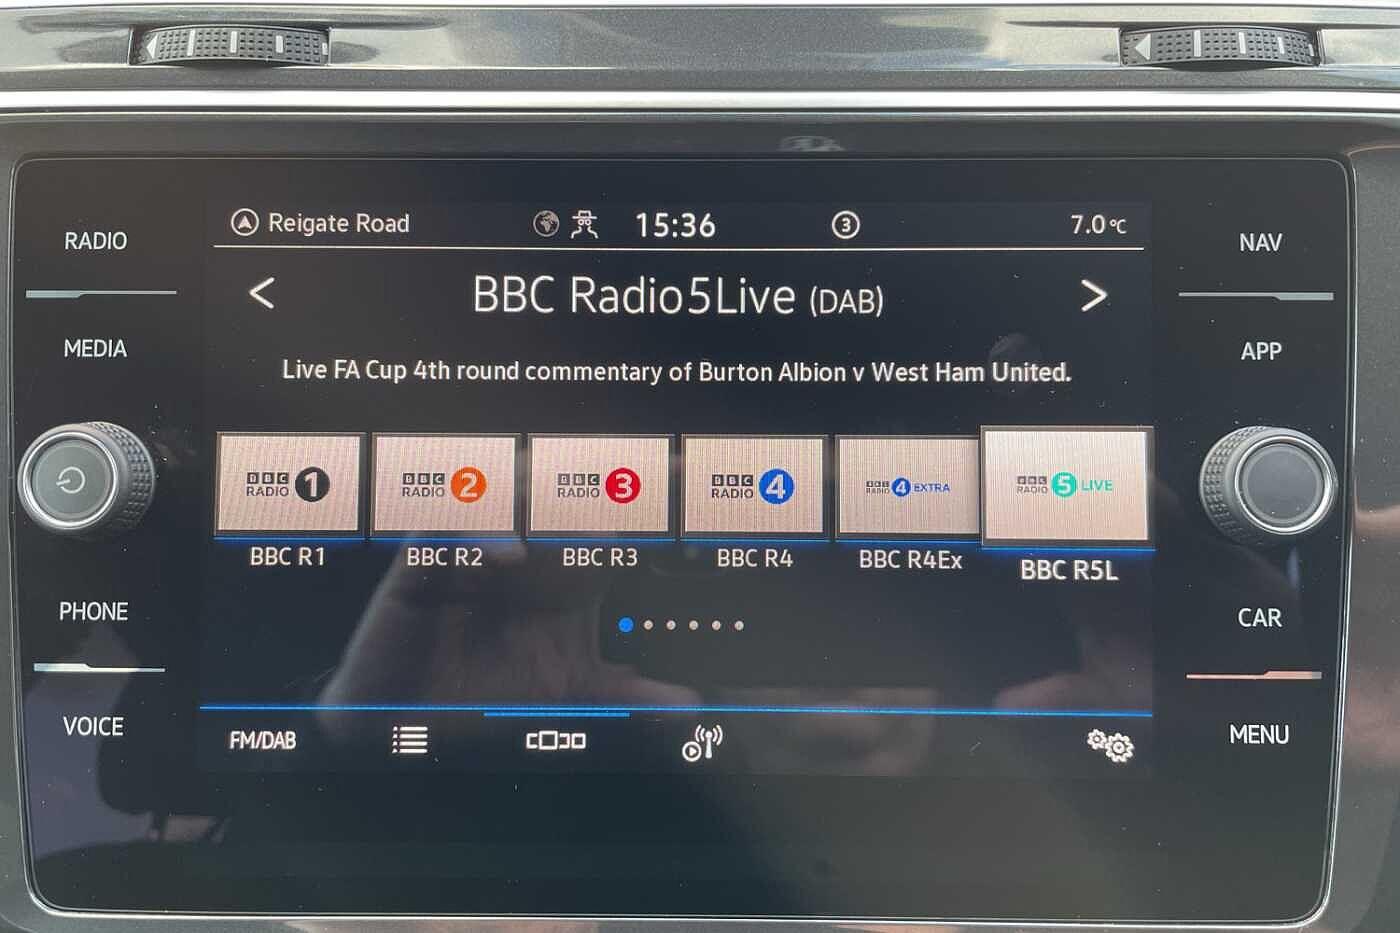 RADIO
MEDIA
PHONE
VOICE
Reigate Road
15:36
3
7.0 °C
< BBC Radio5Live (DAB) >
Live FA Cup 4th round commentary of Burton Albion v West Ham United.
BBC RADIO 1
BBC RADIO 2
BBC RADIO 3
BBC RADIO 4
BBC RADIO 4 EXTRA
BBC RADIO 5 LIVE
BBC R1
BBC R2
BBC R3
BBC R4
BBC R4Ex
BBC R5L
FM/DAB
NAV
APP
CAR
MENU